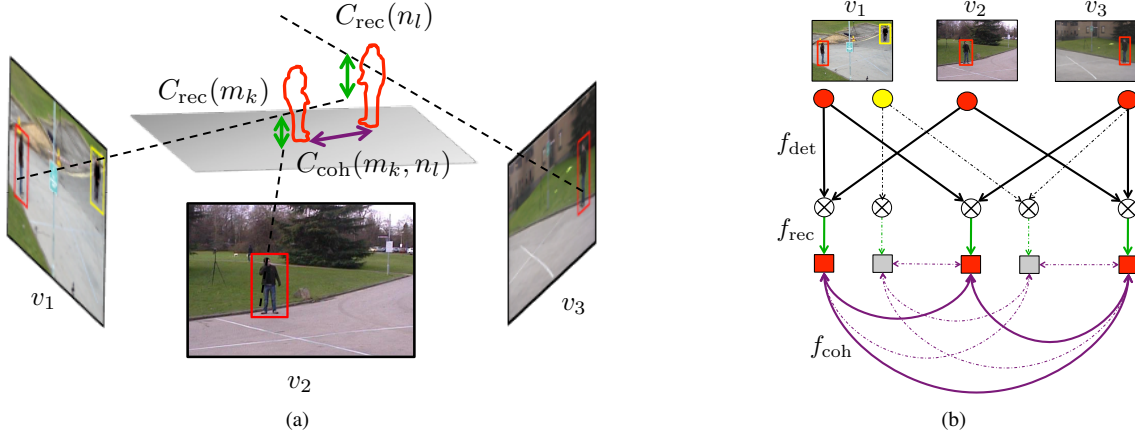 C_rec(n_l)
C_rec(m_k)
C_coh(m_k, n_l)
v_1
v_2
v_3
(a)
v_1
v_2
v_3
f_det
f_rec
f_coh
(b)